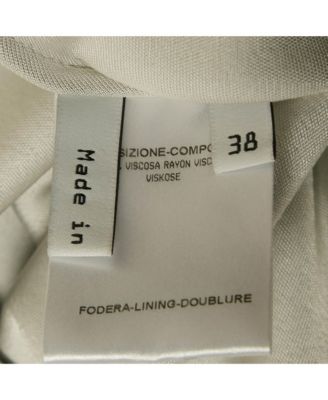 Made in
38
SIZIONE-COMPO
VISCOSA RAYON VISC
VISKOSE
FODERA-LINING-DOUBLURE